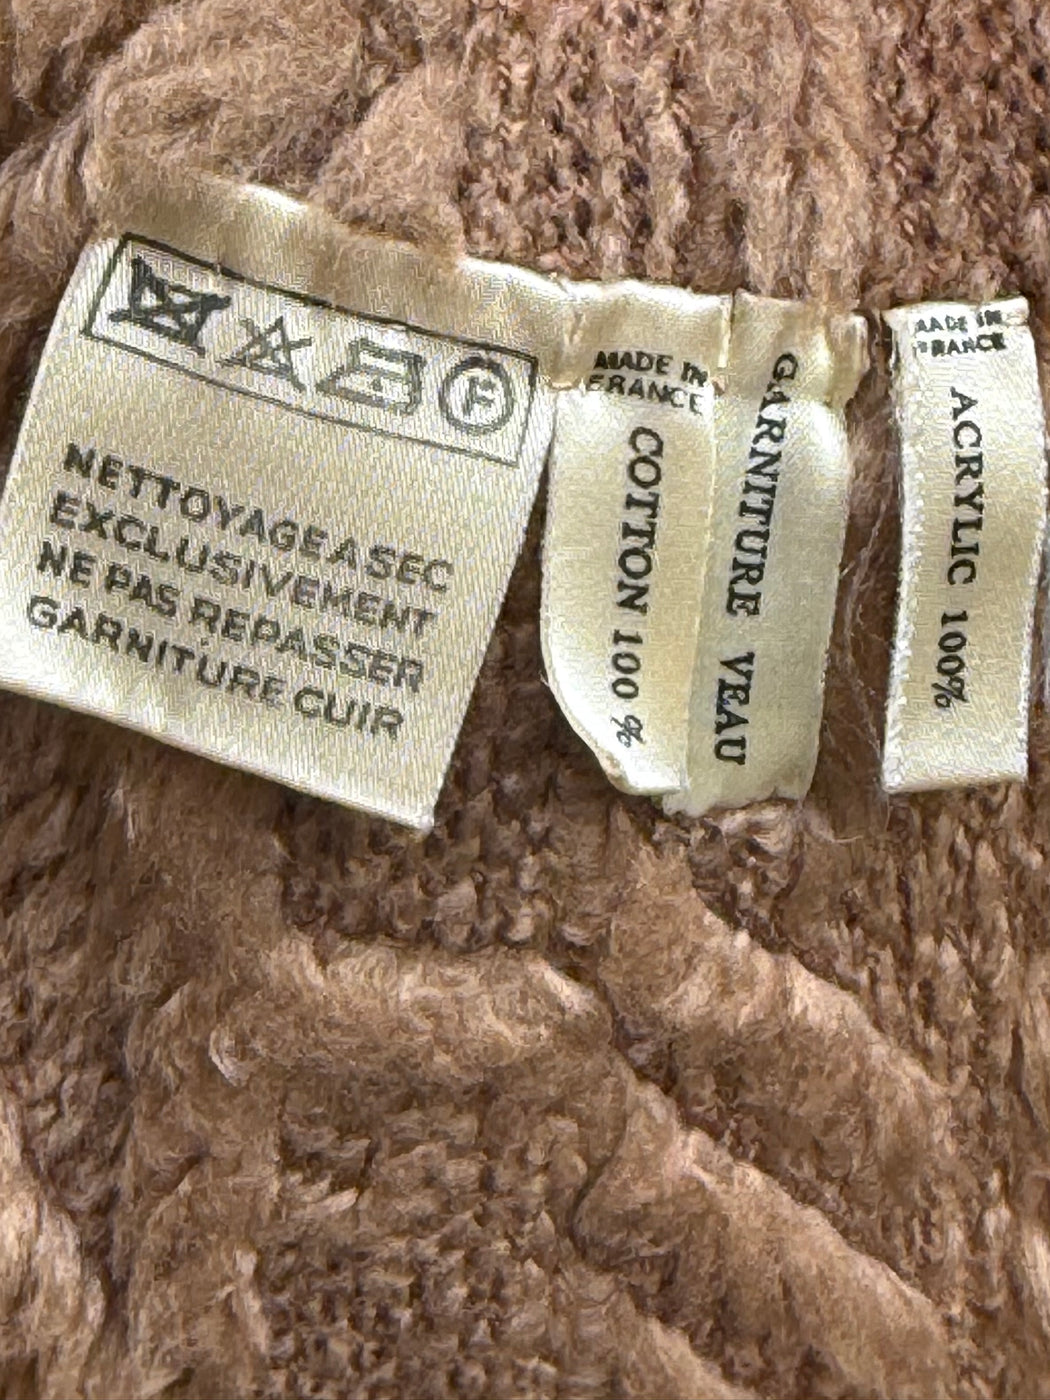 F
NETTOYAGE A SEC
EXCLUSIVEMENT
NE PAS REPASSER
GARNITURE CUIR
MADE IN
FRANCE
COTTON 100 %
GARNITURE VEAU
MADE IN
FRANCE
ACRYLIC 100%